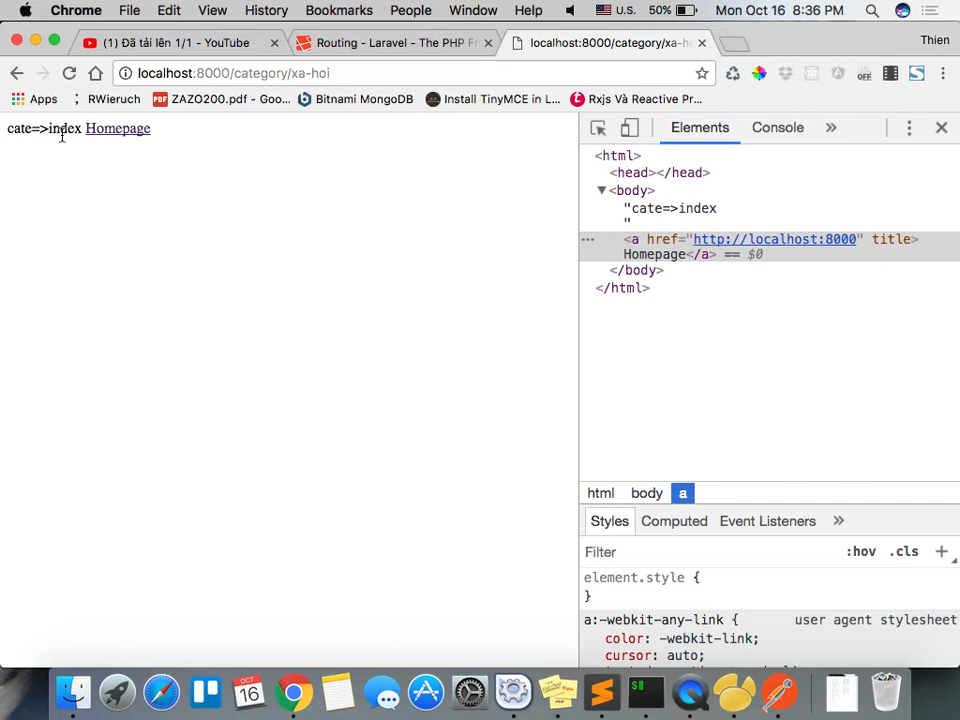 Chrome File Edit View History Bookmarks People Window Help U.S. 50% Mon Oct 16 8:36 PM
(1) Đã tải lên 1/1 - YouTube Routing - Laravel - The PHP Fr localhost:8000/category/xa-ho Thien
localhost:8000/category/xa-hoi
Apps RWieruch ZAZO200.pdf - Goo... Bitnami MongoDB Install TinyMCE in L... Rxjs Và Reactive Pr...
cate=>index Homepage
Elements Console »
<html>
<head></head>
<body>
"cate=>index
"
<a href="http://localhost:8000" title>
Homepage</a> == $0
</body>
</html>
html body a
Styles Computed Event Listeners »
Filter :hov .cls +
element.style {
}
a:-webkit-any-link { user agent stylesheet
color: -webkit-link;
cursor: auto;
OCT
16